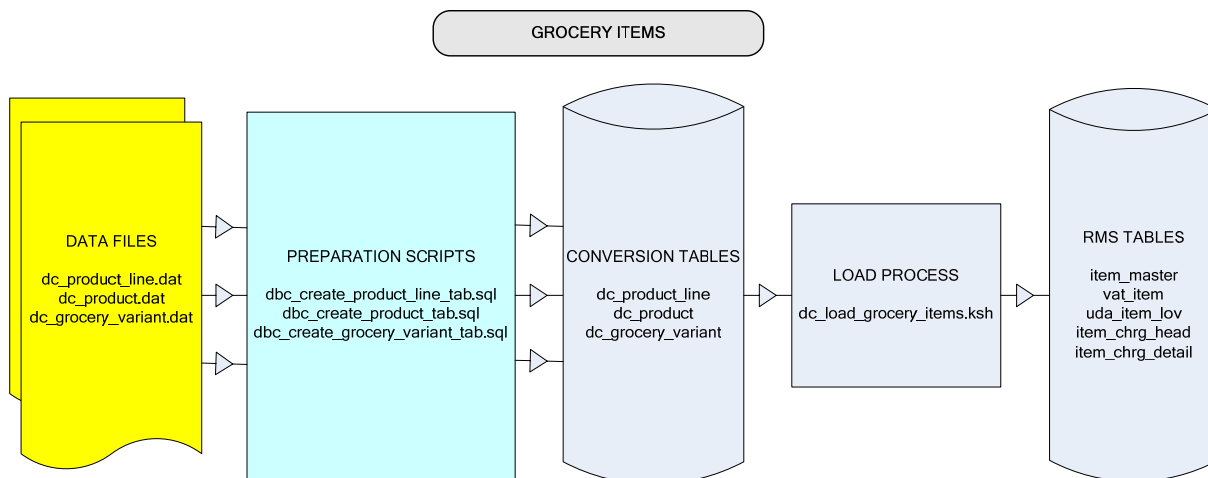 GROCERY ITEMS
DATA FILES
dc_product_line.dat
dc_product.dat
dc_grocery_variant.dat
PREPARATION SCRIPTS
dbc_create_product_line_tab.sql
dbc_create_product_tab.sql
dbc_create_grocery_variant_tab.sql
CONVERSION TABLES
dc_product_line
dc_product
dc_grocery_variant
LOAD PROCESS
dc_load_grocery_items.ksh
RMS TABLES
item_master
vat_item
uda_item_lov
item_chrg_head
item_chrg_detail